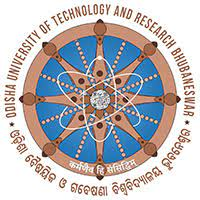 ODISHA UNIVERSITY OF TECHNOLOGY AND RESEARCH BHUBANESWAR
कर्मणैव हि संसिद्धिम्
ଓଡ଼ିଶା ବୈଷୟିକ ଓ ଗବେଷଣା ବିଶ୍ୱବିଦ୍ୟାଳୟ ଭୁବନେଶ୍ୱର